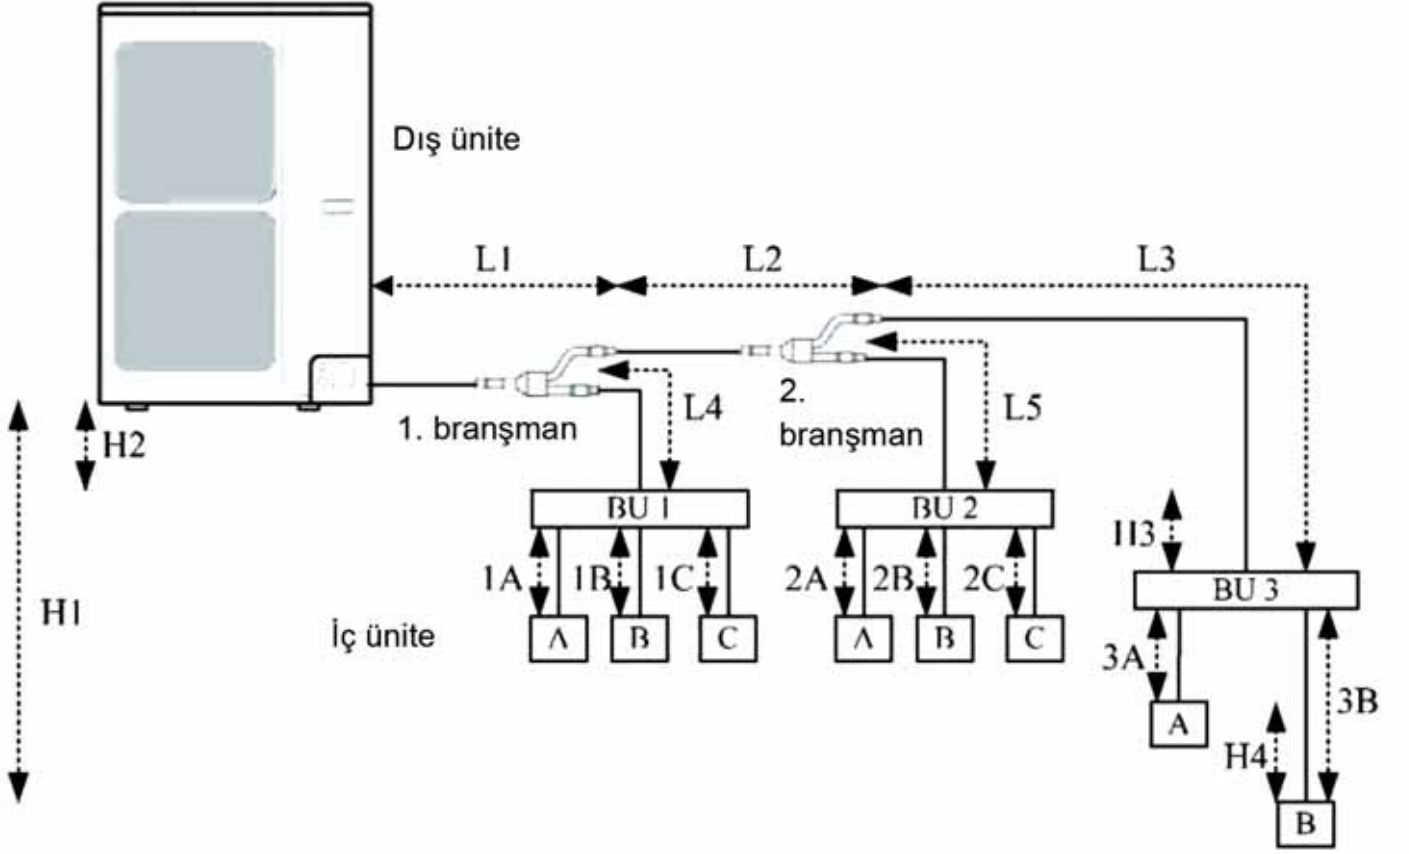 Dış ünite
L1 L2 L3
H2
1. branşman
L4
2.
branşman
L5
BU 1 BU 2
H3
BU 3
1A 1B 1C 2A 2B 2C
H1
İç ünite
A B C A B C
3A
3B
A
H4
B